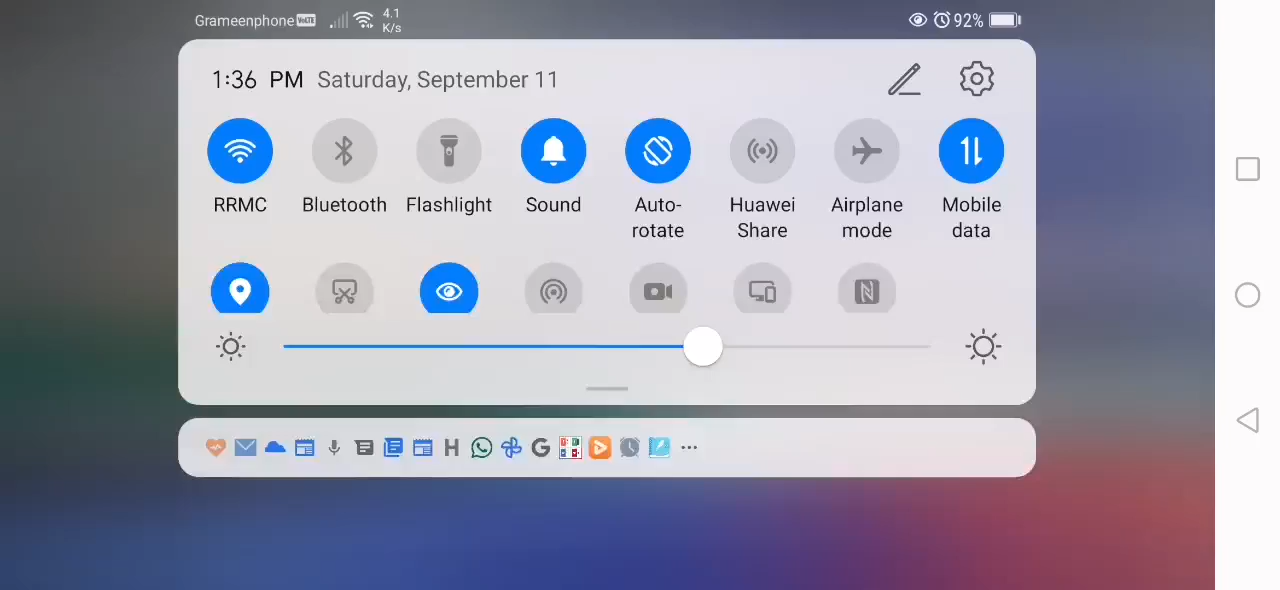 Grameenphone VoLTE 4.1 K/s 92%
1:36 PM Saturday, September 11
RRMC Bluetooth Flashlight Sound Auto-rotate Huawei Share Airplane mode Mobile data